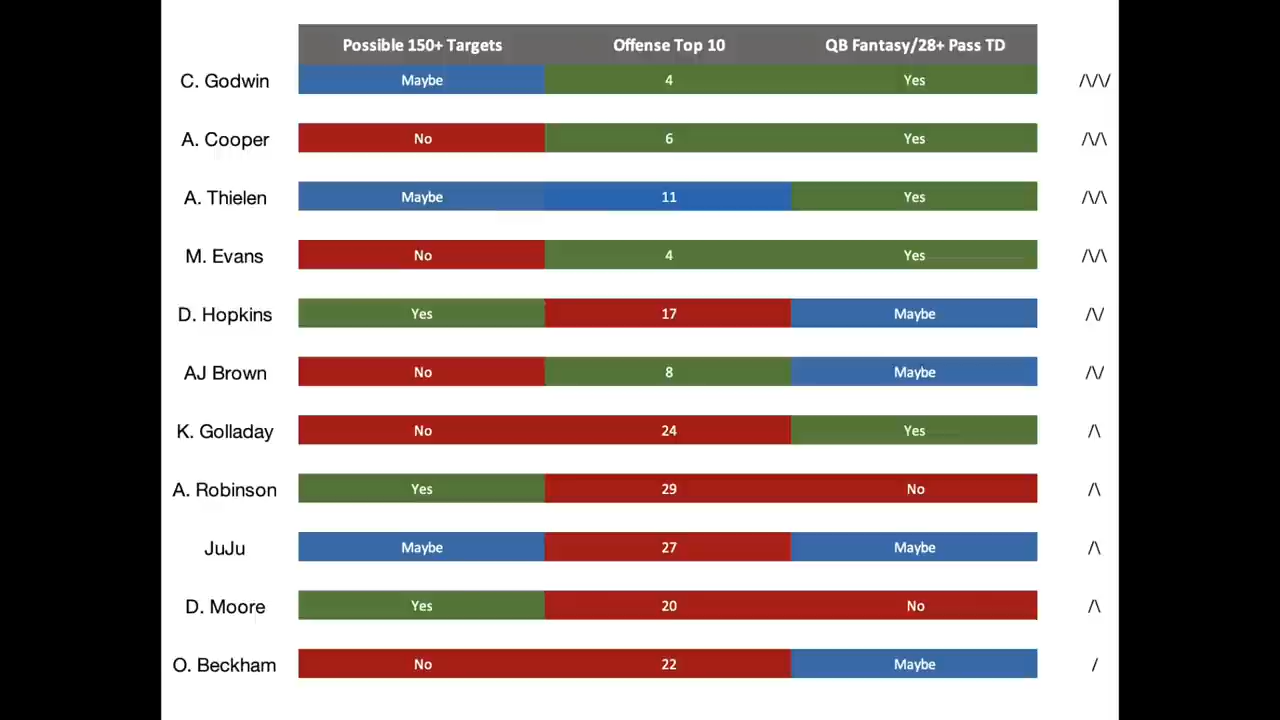 Possible 150+ Targets Offense Top 10 QB Fantasy/28+ Pass TD
C. Godwin Maybe 4 Yes /\/\/
A. Cooper No 6 Yes /\/\
A. Thielen Maybe 11 Yes /\/\
M. Evans No 4 Yes /\/\
D. Hopkins Yes 17 Maybe /\/
AJ Brown No 8 Maybe /\/
K. Golladay No 24 Yes /\
A. Robinson Yes 29 No /\
JuJu Maybe 27 Maybe /\
D. Moore Yes 20 No /\
O. Beckham No 22 Maybe /